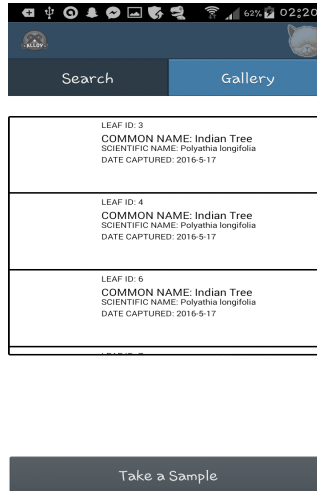 62% 02:20
ALLOY
Search Gallery
LEAF ID: 3
COMMON NAME: Indian Tree
SCIENTIFIC NAME: Polyathia longifolia
DATE CAPTURED: 2016-5-17
LEAF ID: 4
COMMON NAME: Indian Tree
SCIENTIFIC NAME: Polyathia longifolia
DATE CAPTURED: 2016-5-17
LEAF ID: 6
COMMON NAME: Indian Tree
SCIENTIFIC NAME: Polyathia longifolia
DATE CAPTURED: 2016-5-17
Take a Sample